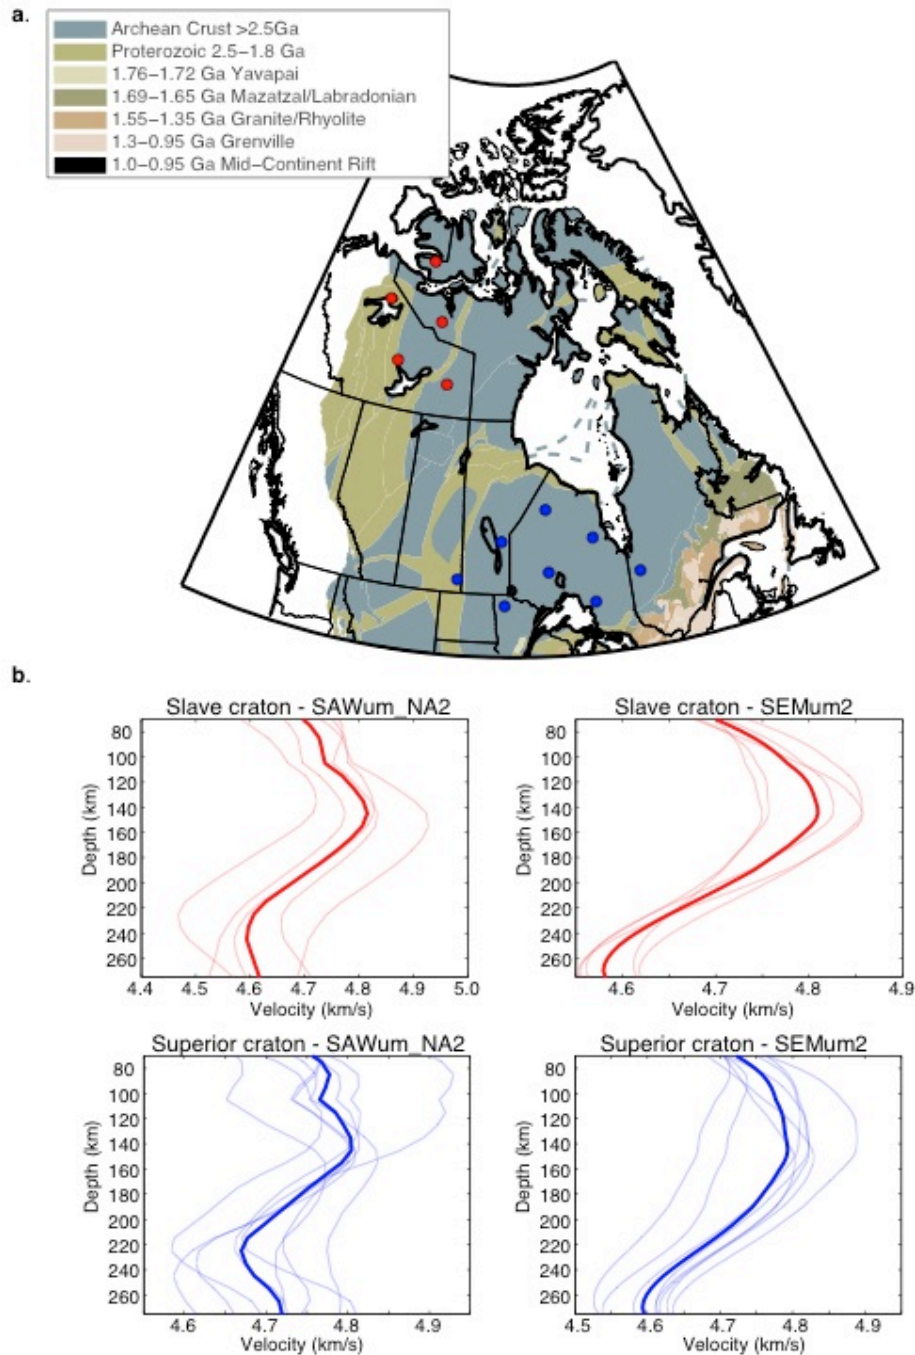 a.
Archean Crust >2.5Ga
Proterozoic 2.5–1.8 Ga
1.76–1.72 Ga Yavapai
1.69–1.65 Ga Mazatzal/Labradonian
1.55–1.35 Ga Granite/Rhyolite
1.3–0.95 Ga Grenville
1.0–0.95 Ga Mid–Continent Rift
b.
Slave craton - SAWum_NA2
80
100
120
140
160
180
200
220
240
260
Depth (km)
4.4 4.5 4.6 4.7 4.8 4.9 5.0
Velocity (km/s)
Slave craton - SEMum2
80
100
120
140
160
180
200
220
240
260
Depth (km)
4.6 4.7 4.8 4.9
Velocity (km/s)
Superior craton - SAWum_NA2
80
100
120
140
160
180
200
220
240
260
Depth (km)
4.6 4.7 4.8 4.9
Velocity (km/s)
Superior craton - SEMum2
80
100
120
140
160
180
200
220
240
260
Depth (km)
4.5 4.6 4.7 4.8 4.9
Velocity (km/s)